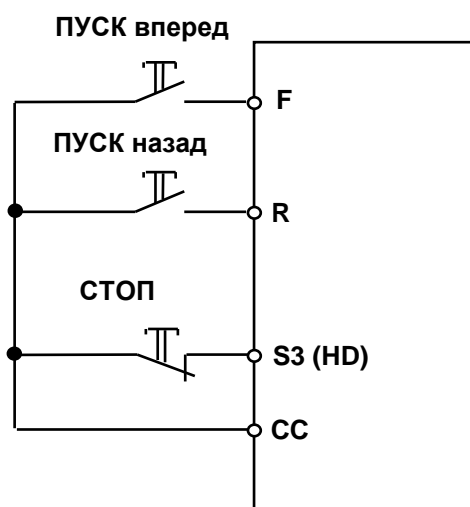 ПУСК вперед
F
ПУСК назад
R
СТОП
S3 (HD)
CC